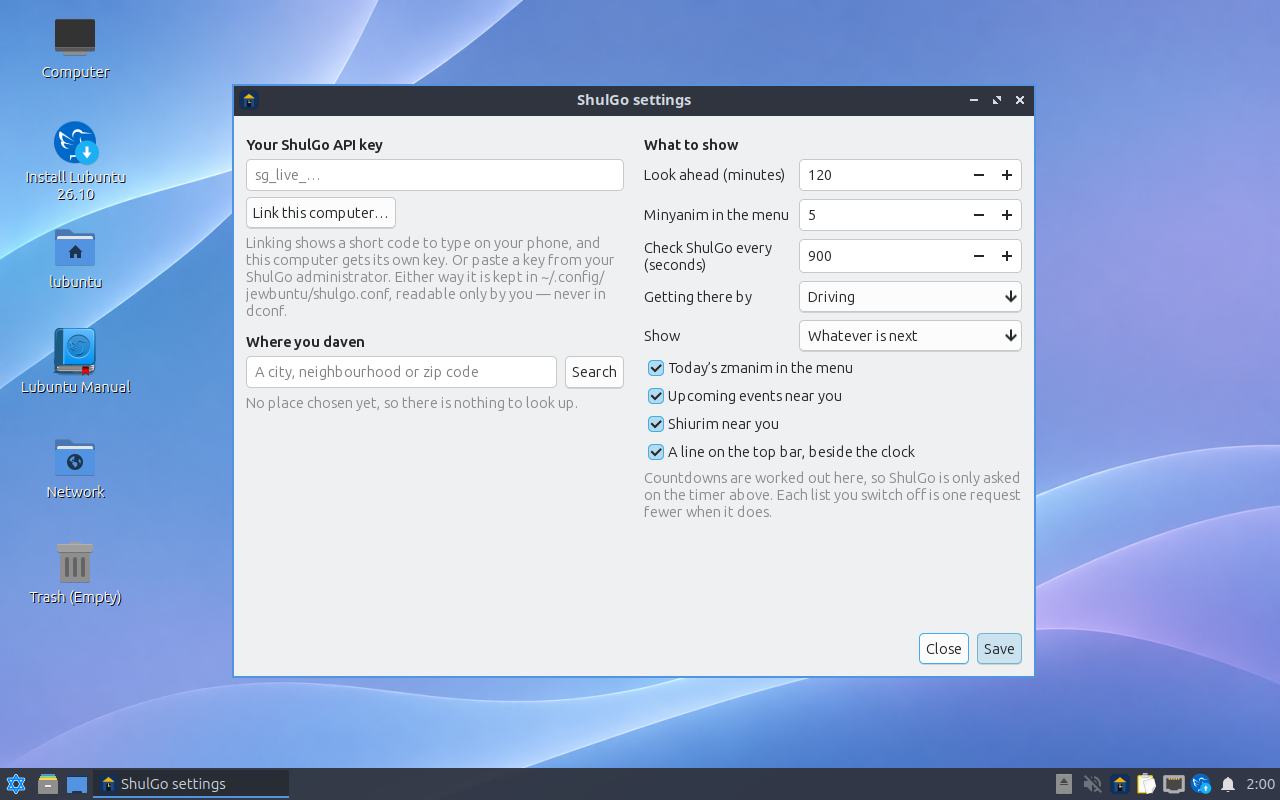 Computer
Install Lubuntu
26.10
lubuntu
Lubuntu Manual
Network
Trash (Empty)
ShulGo settings
Your ShulGo API key
sg_live_…
Link this computer…
Linking shows a short code to type on your phone, and
this computer gets its own key. Or paste a key from your
ShulGo administrator. Either way it is kept in ~/.config/
jewbuntu/shulgo.conf, readable only by you — never in
dconf.
Where you daven
A city, neighbourhood or zip code
Search
No place chosen yet, so there is nothing to look up.
What to show
Look ahead (minutes)
120
Minyanim in the menu
5
Check ShulGo every
(seconds)
900
Getting there by
Driving
Show
Whatever is next
Today’s zmanim in the menu
Upcoming events near you
Shiurim near you
A line on the top bar, beside the clock
Countdowns are worked out here, so ShulGo is only asked
on the timer above. Each list you switch off is one request
fewer when it does.
Close
Save
ShulGo settings
2:00